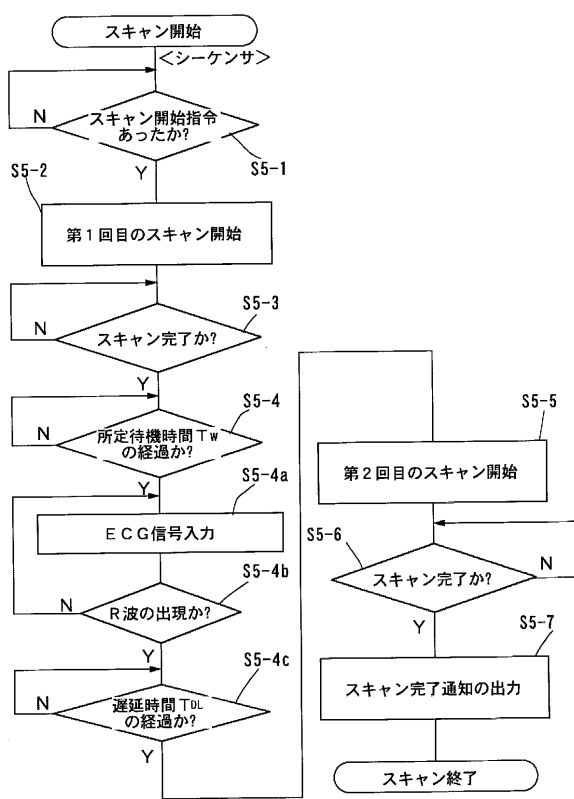 スキャン開始
<シーケンサ>
スキャン開始指令
あったか?
N
Y
S5-1
S5-2
第1回目のスキャン開始
S5-3
スキャン完了か?
N
Y
S5-4
所定待機時間TW
の経過か?
N
Y
S5-4a
ECG信号入力
S5-4b
R波の出現か?
N
Y
S5-4c
遅延時間TDL
の経過か?
N
Y
S5-5
第2回目のスキャン開始
S5-6
スキャン完了か?
N
Y
S5-7
スキャン完了通知の出力
スキャン終了